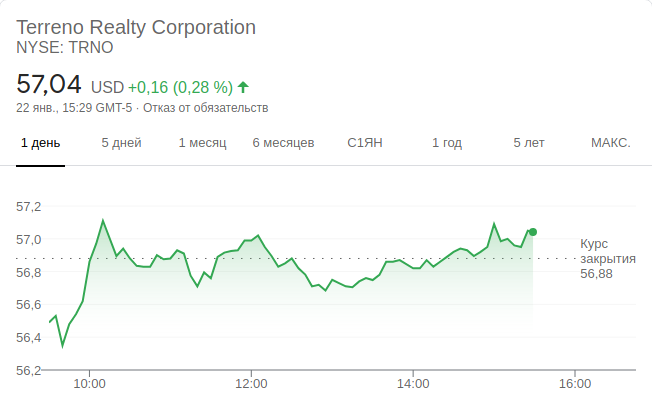 Terreno Realty Corporation
NYSE: TRNO
57,04 USD +0,16 (0,28 %)
22 янв., 15:29 GMT-5 · Отказ от обязательств
1 день 5 дней 1 месяц 6 месяцев С1ЯН 1 год 5 лет МАКС.
57,2
57,0
56,8
56,6
56,4
56,2
Курс
закрытия
56,88
10:00 12:00 14:00 16:00